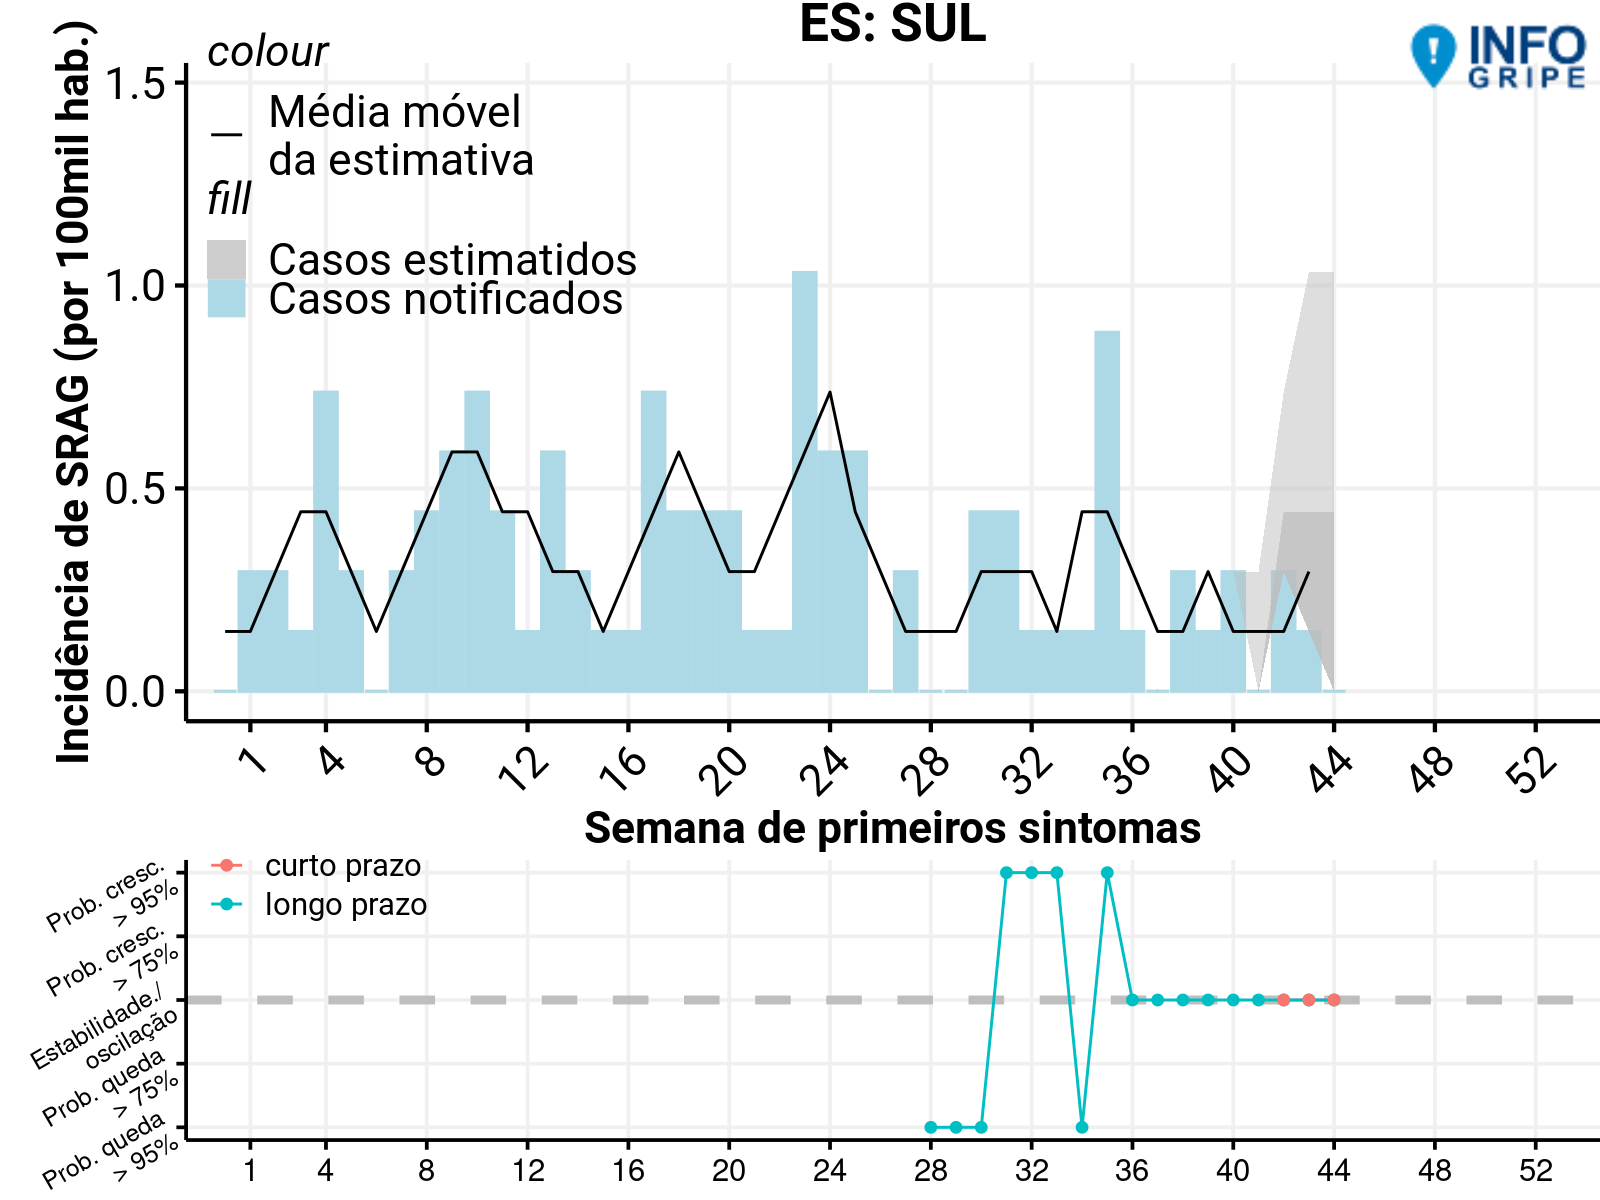 ES: SUL
INFO
GRIPE
Incidência de SRAG (por 100mil hab.)
colour
Média móvel
da estimativa
fill
Casos estimatidos
Casos notificados
1.5
1.0
0.5
0.0
1 4 8 12 16 20 24 28 32 36 40 44 48 52
Semana de primeiros sintomas
curto prazo
longo prazo
Prob. cresc.
> 95%
Prob. cresc.
> 75%
Estabilidade./
oscilação
Prob. queda
> 75%
Prob. queda
> 95%
1 4 8 12 16 20 24 28 32 36 40 44 48 52